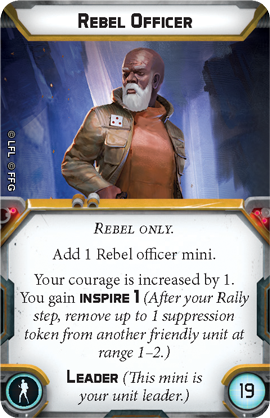 REBEL OFFICER
© LFL © FFG
REBEL ONLY.
Add 1 Rebel officer mini.
Your courage is increased by 1.
You gain INSPIRE 1 (After your Rally
step, remove up to 1 suppression
token from another friendly unit at
range 1–2.)
LEADER (This mini is
your unit leader.)
19